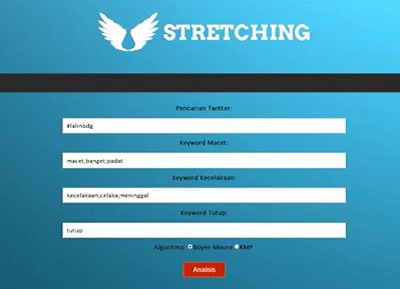 STRETCHING
Pencarian Twitter:
#lalinbdg
Keyword Macet:
macet;banget;padat
Keyword Kecelakaan:
kecelakaan;celaka;meninggal
Keyword Tutup:
tutup
Algoritma: Boyer-Moore KMP
Analisis